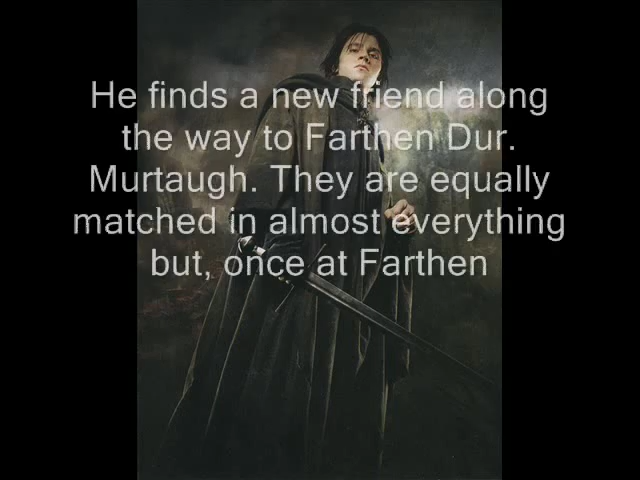 He finds a new friend along
the way to Farthen Dur.
Murtaugh. They are equally
matched in almost everything
but, once at Farthen